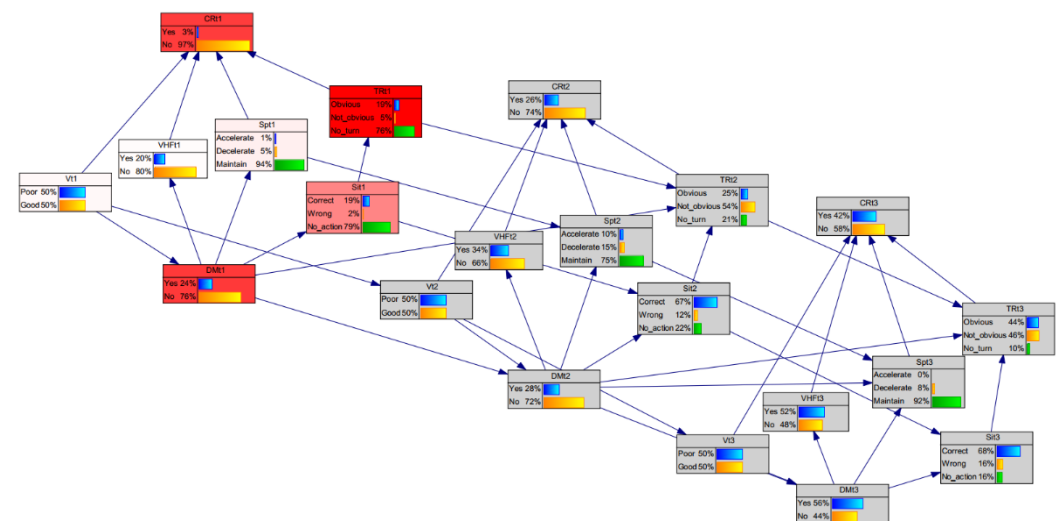 CRt1
Yes 3%
No 97%
TRt1
Obvious 19%
Not_obvious 5%
No_turn 76%
CRt2
Yes 26%
No 74%
Spt1
Accelerate 1%
Decelerate 5%
Maintain 94%
VHFt1
Yes 20%
No 80%
Vt1
Poor 50%
Good 50%
Sit1
Correct 19%
Wrong 2%
No_action 79%
TRt2
Obvious 25%
Not_obvious 54%
No_turn 21%
CRt3
Yes 42%
No 58%
Spt2
Accelerate 10%
Decelerate 15%
Maintain 75%
VHFt2
Yes 34%
No 66%
DMt1
Yes 24%
No 76%
Vt2
Poor 50%
Good 50%
Sit2
Correct 67%
Wrong 12%
No_action 22%
TRt3
Obvious 44%
Not_obvious 46%
No_turn 10%
Spt3
Accelerate 0%
Decelerate 8%
Maintain 92%
DMt2
Yes 28%
No 72%
VHFt3
Yes 52%
No 48%
Vt3
Poor 50%
Good 50%
Sit3
Correct 68%
Wrong 16%
No_action 16%
DMt3
Yes 56%
No 44%